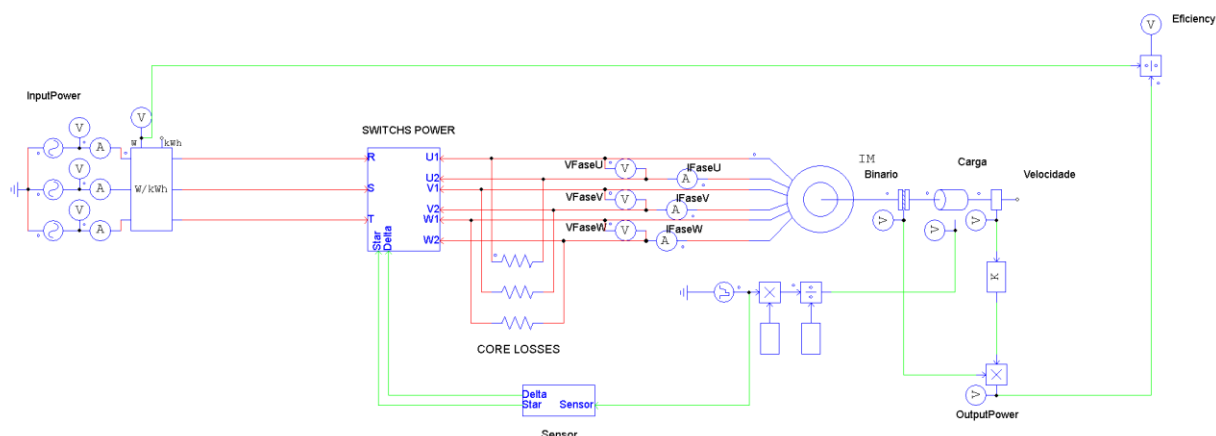 Eficiency
V
InputPower
V
W
kWh
SWITCHS POWER
V
A
R
U1
VFaseU
V
IFaseU
IM
Carga
U2
A
Binario
Velocidade
V
A
W/kWh
S
V1
VFaseV
V
IFaseV
V2
A
V
A
T
W1
VFaseW
V
IFaseW
V
V
V
Star
Delta
W2
A
K
CORE LOSSES
Delta
Star
Sensor
V
OutputPower
Sensor